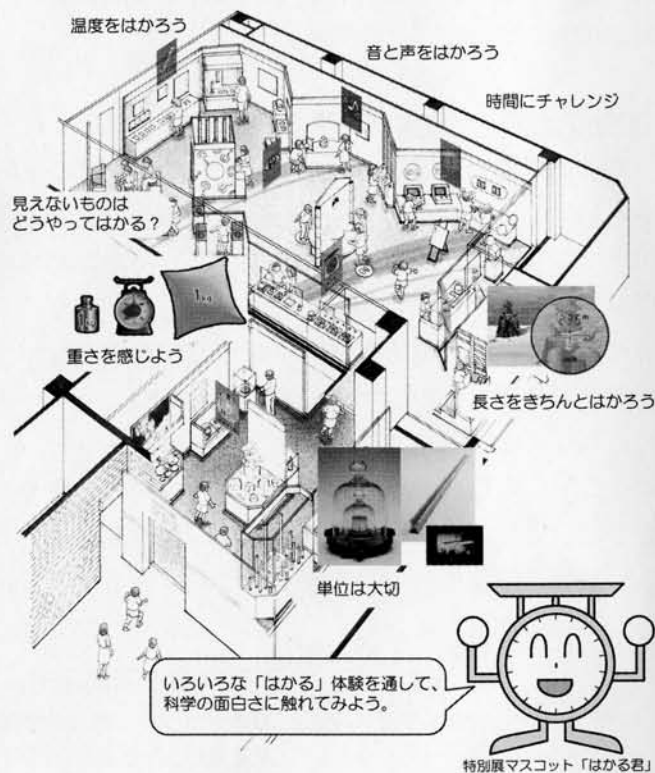 温度をはかろう
音と声をはかろう
時間にチャレンジ
見えないものは
どうやってはかる？
1kg
重さを感じよう
長さをきちんとはかろう
単位は大切
いろいろな「はかる」体験を通して、
科学の面白さに触れてみよう。
特別展マスコット「はかる君」